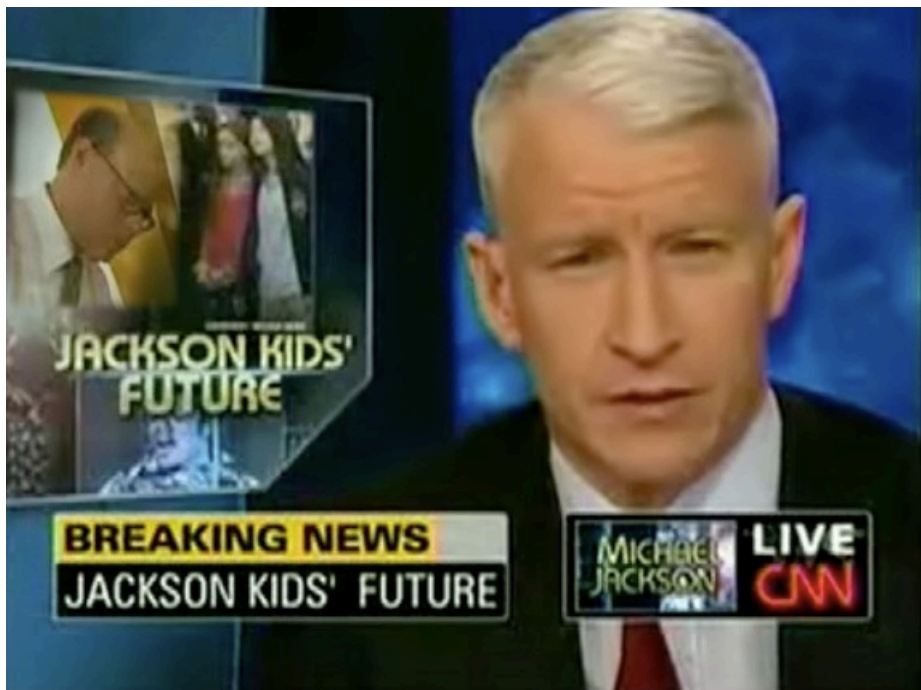 JACKSON KIDS'
FUTURE
BREAKING NEWS
JACKSON KIDS' FUTURE
MICHAEL
JACKSON
LIVE
CNN